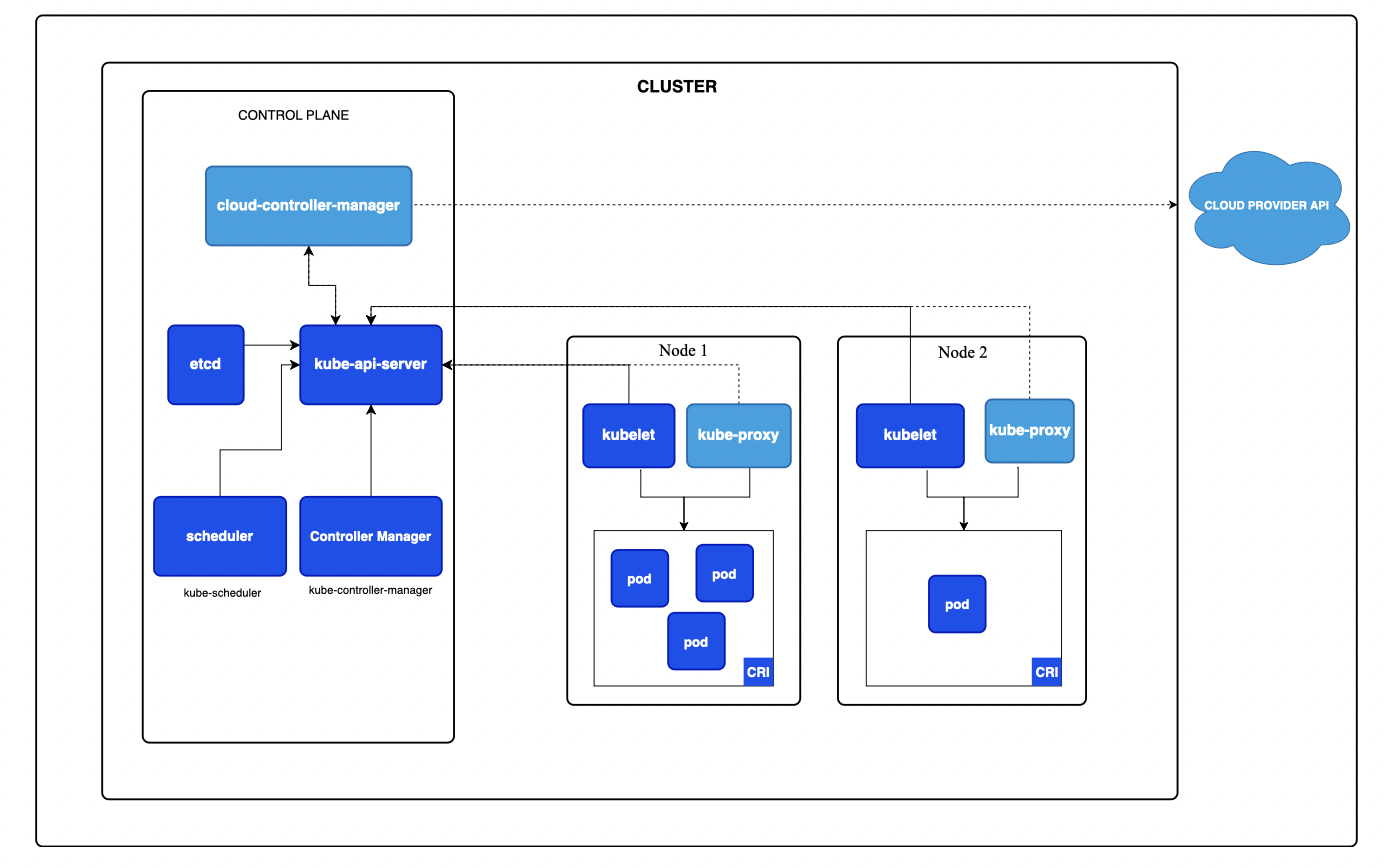 CLUSTER
CONTROL PLANE
cloud-controller-manager
CLOUD PROVIDER API
etcd
kube-api-server
Node 1
Node 2
kubelet
kube-proxy
kubelet
kube-proxy
scheduler
Controller Manager
kube-scheduler
kube-controller-manager
pod
pod
pod
CRI
pod
CRI